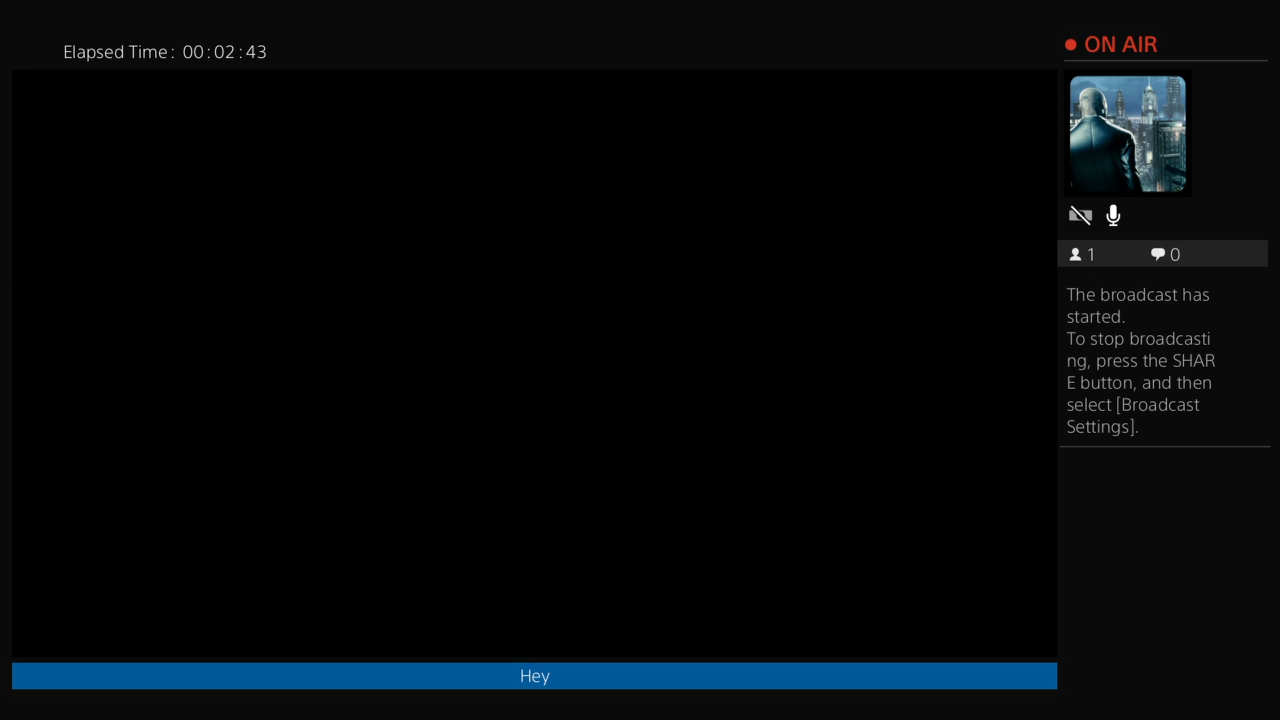 Elapsed Time: 00:02:43
ON AIR
1 0
The broadcast has
started.
To stop broadcasti
ng, press the SHAR
E button, and then
select [Broadcast
Settings].
Hey